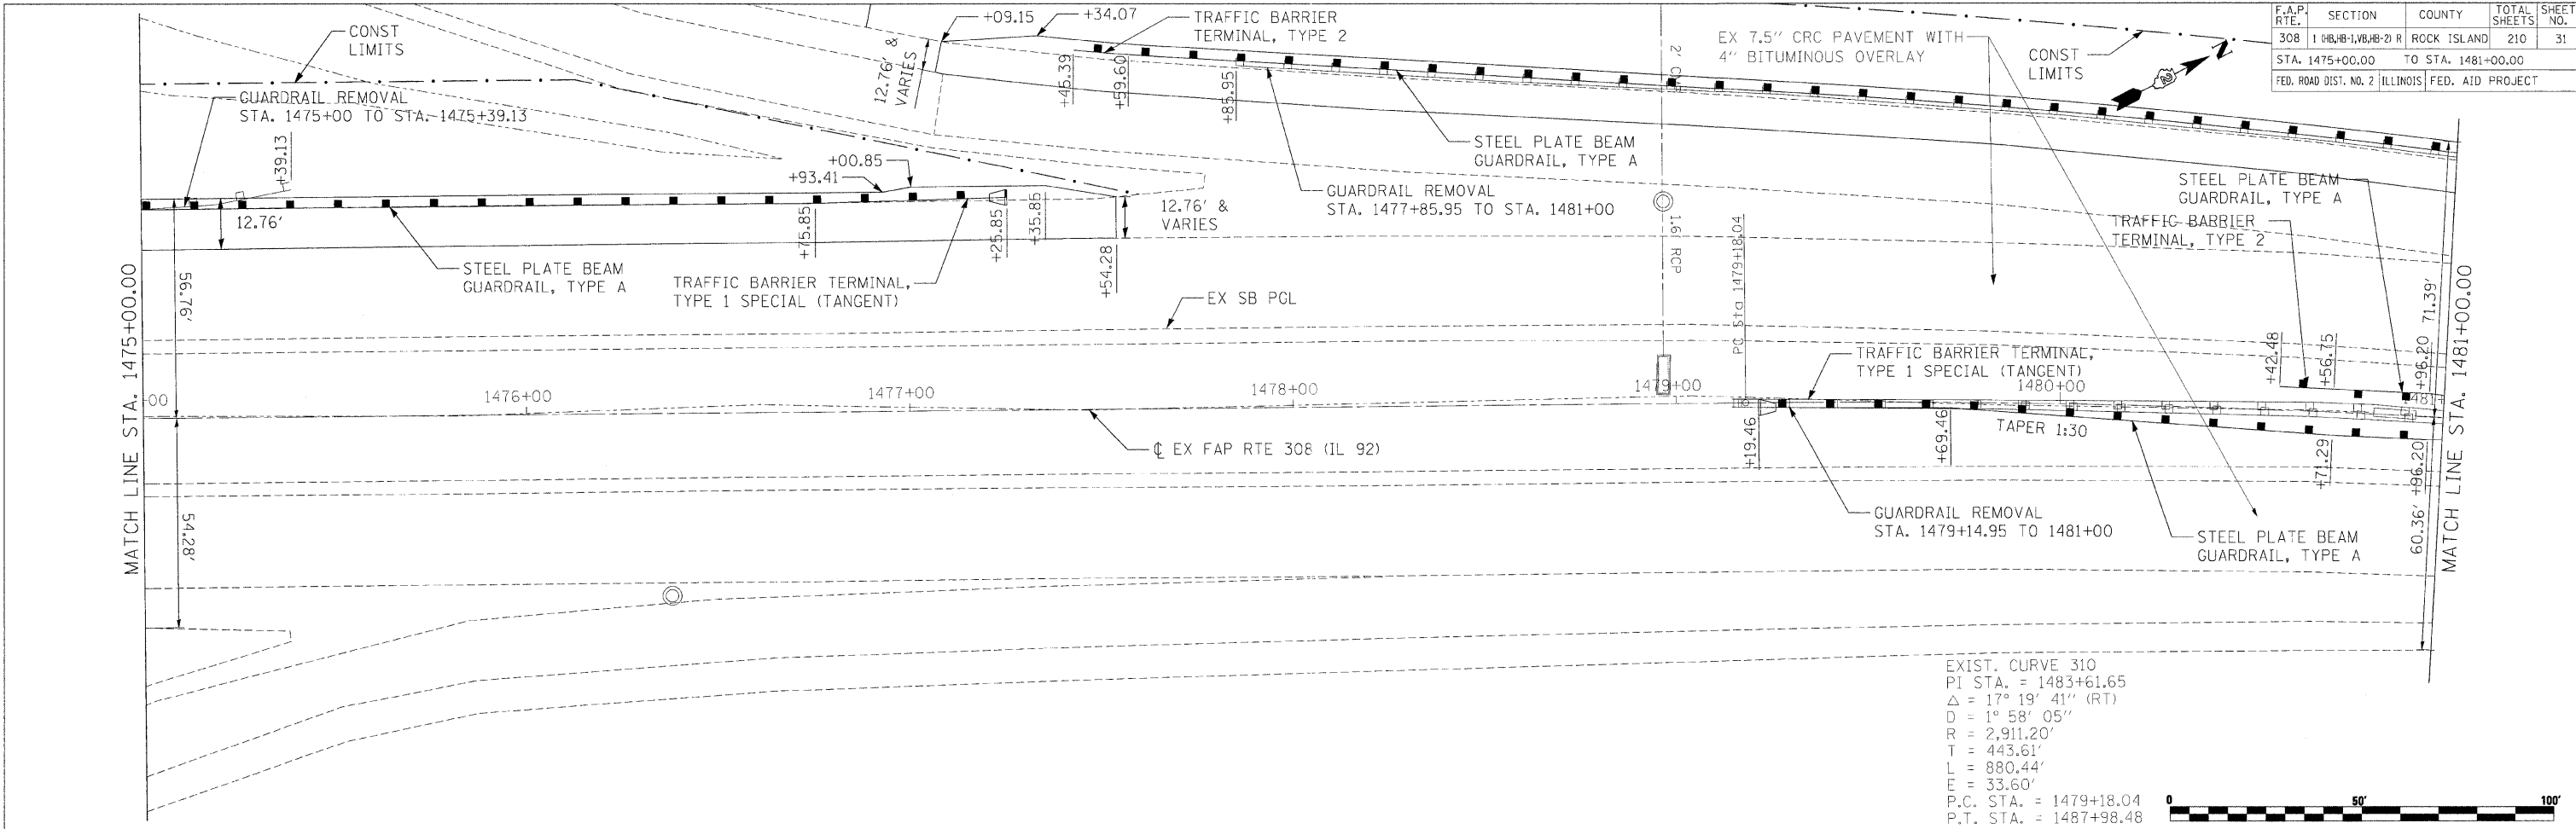 F.A.P. RTE. SECTION COUNTY TOTAL SHEETS SHEET NO.
308 1 (HB,HB-1,VB,HB-2) R ROCK ISLAND 210 31
STA. 1475+00.00 TO STA. 1481+00.00
FED. ROAD DIST. NO. 2 ILLINOIS FED. AID PROJECT
CONST
LIMITS
+09.15
+34.07
TRAFFIC BARRIER
TERMINAL, TYPE 2
EX 7.5" CRC PAVEMENT WITH
4" BITUMINOUS OVERLAY
CONST
LIMITS
N
12.76' &
VARIES
+45.39
+59.60
+85.95
GUARDRAIL REMOVAL
STA. 1475+00 TO STA. 1475+39.13
+39.13
+00.85
+93.41
STEEL PLATE BEAM
GUARDRAIL, TYPE A
GUARDRAIL REMOVAL
STA. 1477+85.95 TO STA. 1481+00
STEEL PLATE BEAM
GUARDRAIL, TYPE A
TRAFFIC BARRIER
TERMINAL, TYPE 2
12.76'
12.76' &
VARIES
1.6' RCP
PC Sta 1479+18.04
+75.85
+25.85
+35.85
+54.28
STEEL PLATE BEAM
GUARDRAIL, TYPE A
TRAFFIC BARRIER TERMINAL,
TYPE 1 SPECIAL (TANGENT)
EX SB PGL
MATCH LINE STA. 1475+00.00
56.76'
54.28'
TRAFFIC BARRIER TERMINAL,
TYPE 1 SPECIAL (TANGENT)
+42.48
+56.75
+96.20
71.39'
MATCH LINE STA. 1481+00.00
+00
1476+00
1477+00
1478+00
1479+00
1480+00
1481+
℄ EX FAP RTE 308 (IL 92)
+19.46
+69.46
TAPER 1:30
+71.29
+96.20
60.36'
GUARDRAIL REMOVAL
STA. 1479+14.95 TO 1481+00
STEEL PLATE BEAM
GUARDRAIL, TYPE A
EXIST. CURVE 310
PI STA. = 1483+61.65
△ = 17° 19' 41" (RT)
D = 1° 58' 05"
R = 2,911.20'
T = 443.61'
L = 880.44'
E = 33.60'
P.C. STA. = 1479+18.04
P.T. STA. = 1487+98.48
0 50' 100'